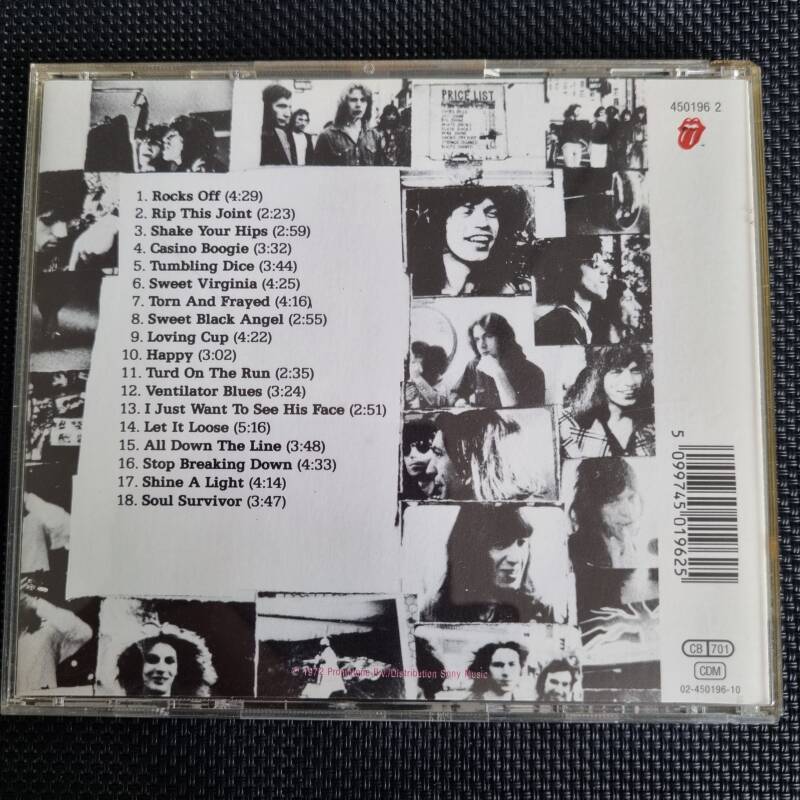 PRICE LIST
450196 2
1. Rocks Off (4:29)
2. Rip This Joint (2:23)
3. Shake Your Hips (2:59)
4. Casino Boogie (3:32)
5. Tumbling Dice (3:44)
6. Sweet Virginia (4:25)
7. Torn And Frayed (4:16)
8. Sweet Black Angel (2:55)
9. Loving Cup (4:22)
10. Happy (3:02)
11. Turd On The Run (2:35)
12. Ventilator Blues (3:24)
13. I Just Want To See His Face (2:51)
14. Let It Loose (5:16)
15. All Down The Line (3:48)
16. Stop Breaking Down (4:33)
17. Shine A Light (4:14)
18. Soul Survivor (3:47)
5 099745 019625
CB 701
CDM
02-450196-10
© 1972 Promotone B.V./Distribution Sony Music